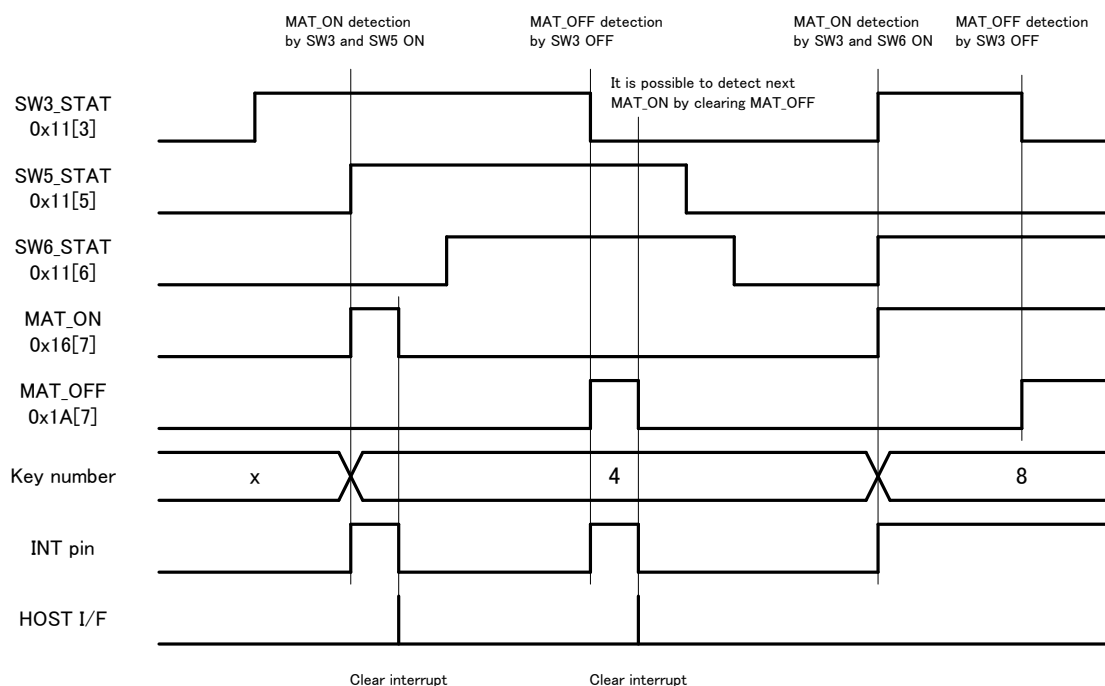 MAT_ON detection
by SW3 and SW5 ON
MAT_OFF detection
by SW3 OFF
MAT_ON detection
by SW3 and SW6 ON
MAT_OFF detection
by SW3 OFF
It is possible to detect next
MAT_ON by clearing MAT_OFF
SW3_STAT
0x11[3]
SW5_STAT
0x11[5]
SW6_STAT
0x11[6]
MAT_ON
0x16[7]
MAT_OFF
0x1A[7]
Key number
x
4
8
INT pin
HOST I/F
Clear interrupt
Clear interrupt